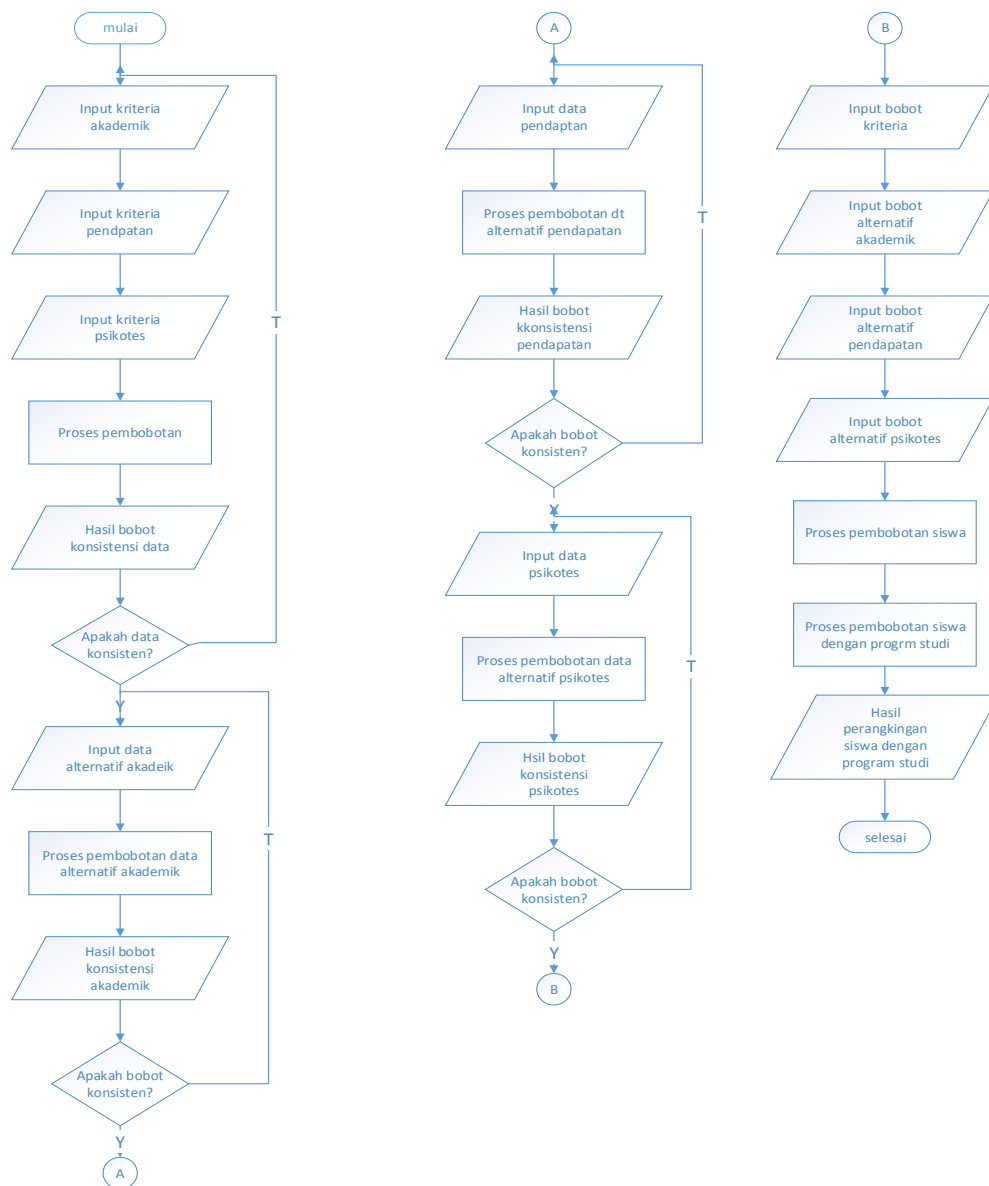 mulai
Input kriteria
akademik
Input kriteria
pendpatan
Input kriteria
psikotes
T
Proses pembobotan
Hasil bobot
konsistensi data
Apakah data
konsisten?
Y
Input data
alternatif akadeik
T
Proses pembobotan data
alternatif akademik
Hasil bobot
konsistensi
akademik
Apakah bobot
konsisten?
Y
A
A
Input data
pendaptan
T
Proses pembobotan dt
alternatif pendapatan
Hasil bobot
kkonsistensi
pendapatan
Apakah bobot
konsisten?
Y
Input data
psikotes
T
Proses pembobotan data
alternatif psikotes
Hsil bobot
konsistensi
psikotes
Apakah bobot
konsisten?
Y
B
B
Input bobot
kriteria
Input bobot
alternatif
akademik
Input bobot
alternatif
pendapatan
Input bobot
alternatif psikotes
Proses pembobotan siswa
Proses pembobotan siswa
dengan progrm studi
Hasil
perangkingan
siswa dengan
program studi
selesai